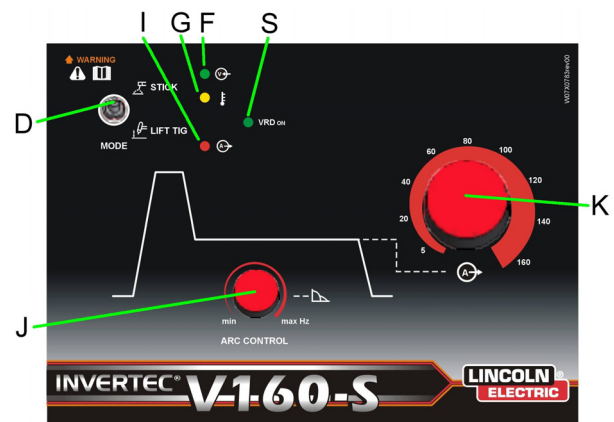 I
G
F
S
WARNING
STICK
D
LIFT TIG
MODE
VRD ON
W07X0783rev00
V
A
5
20
40
60
80
100
120
140
160
K
A
J
min
max Hz
ARC CONTROL
INVERTEC®
V160-S
LINCOLN®
ELECTRIC